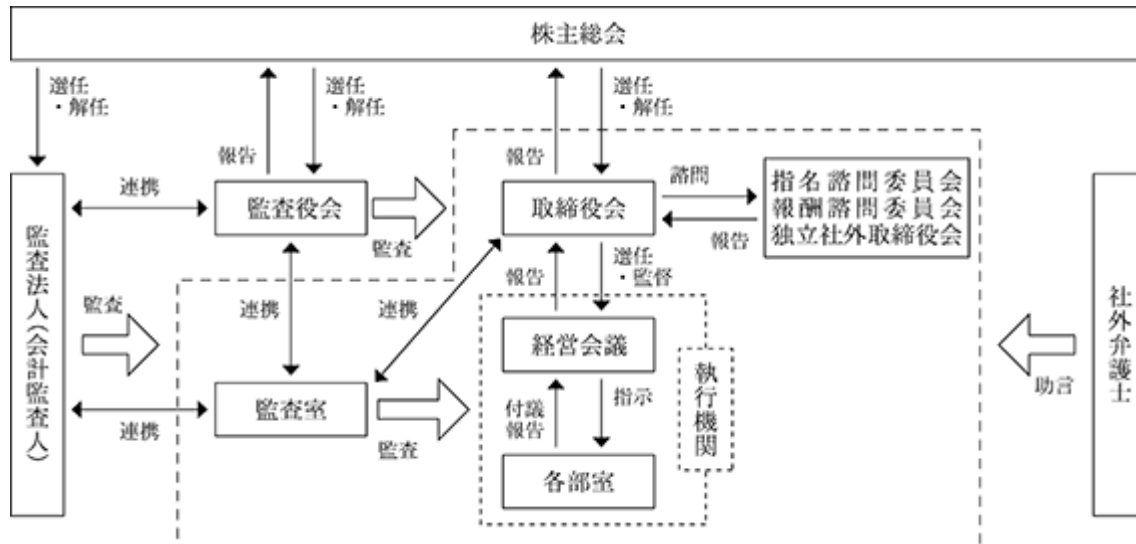 株主総会
選任
・解任
報告
選任
・解任
報告
選任
・解任
連携
監査役会
監査
取締役会
諮問
報告
指名諮問委員会
報酬諮問委員会
独立社外取締役会
監査法人(会計監査人)
監査
連携
連携
報告
選任
・監督
経営会議
執行機関
社外弁護士
助言
連携
監査室
監査
付議
報告
指示
各部室